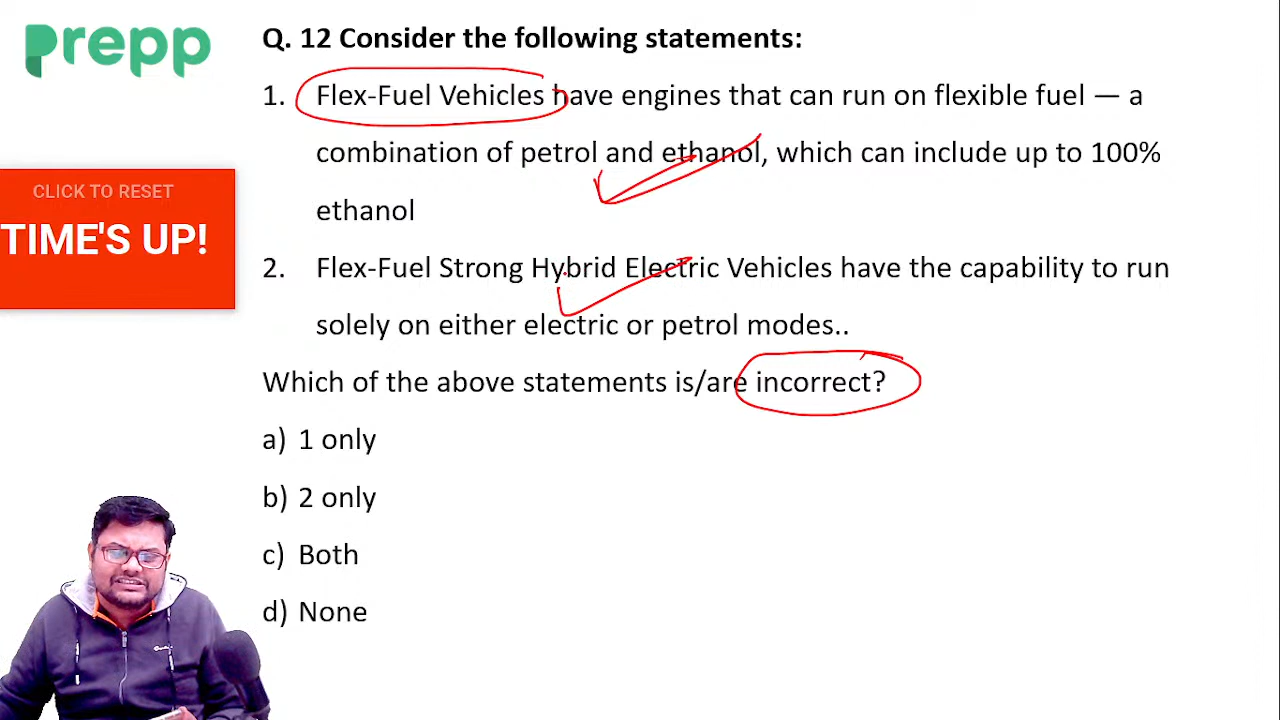 Prepp
Q. 12 Consider the following statements:
1. Flex-Fuel Vehicles have engines that can run on flexible fuel — a
combination of petrol and ethanol, which can include up to 100%
ethanol
CLICK TO RESET
TIME'S UP!
2. Flex-Fuel Strong Hybrid Electric Vehicles have the capability to run
solely on either electric or petrol modes..
Which of the above statements is/are incorrect?
a) 1 only
b) 2 only
c) Both
d) None